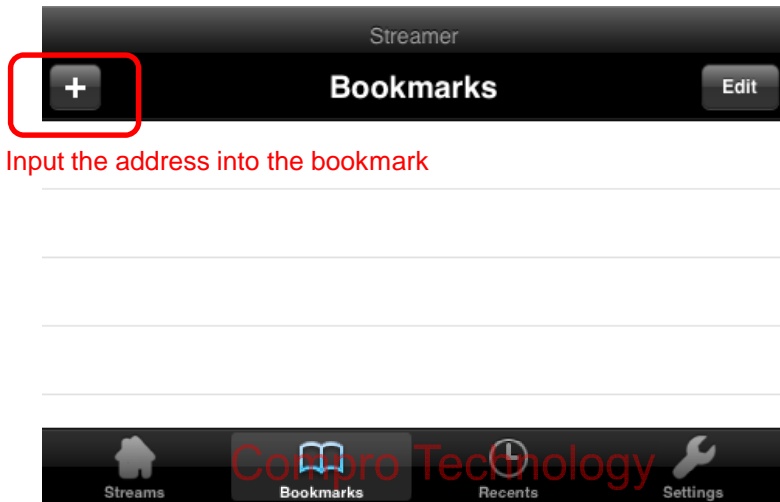 Streamer
+ Bookmarks Edit
Input the address into the bookmark
Compro Technology
Streams Bookmarks Recents Settings